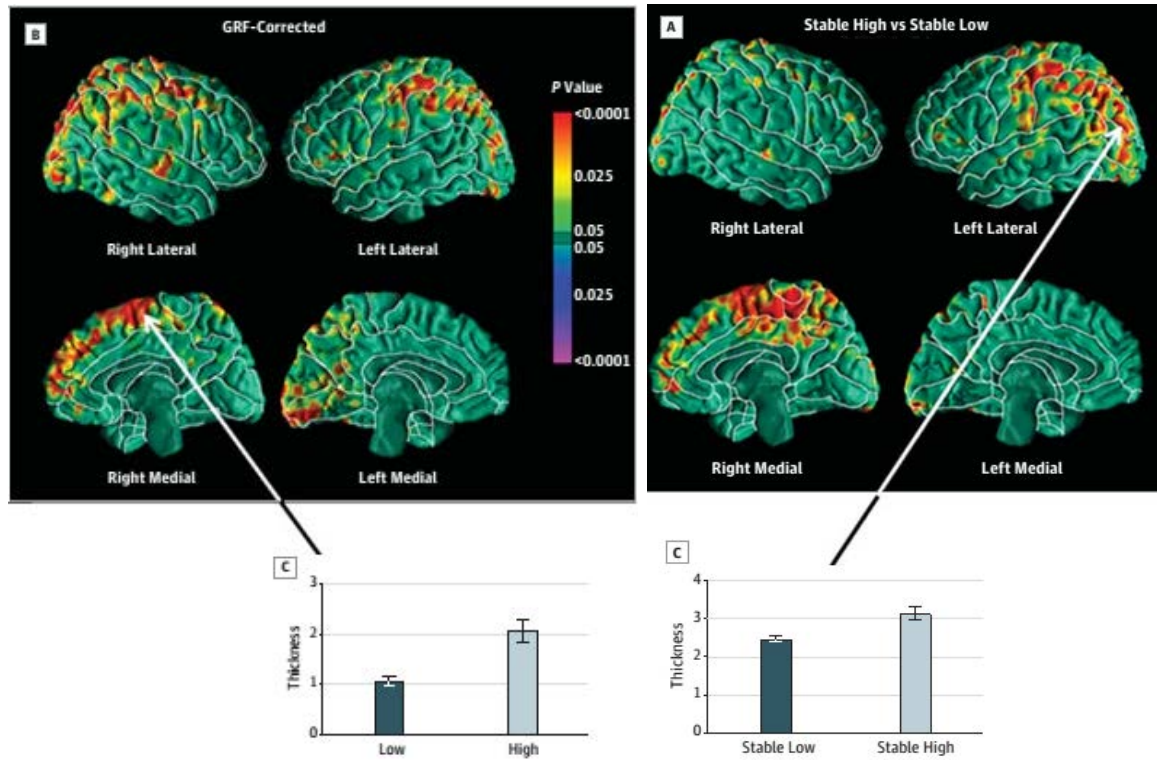 B
GRF-Corrected
P Value
<0.0001
0.025
0.05
0.05
0.025
<0.0001
Right Lateral
Left Lateral
Right Medial
Left Medial
A
Stable High vs Stable Low
Right Lateral
Left Lateral
Right Medial
Left Medial
C
Thickness
3
2
1
0
Low
High
C
Thickness
4
3
2
1
0
Stable Low
Stable High